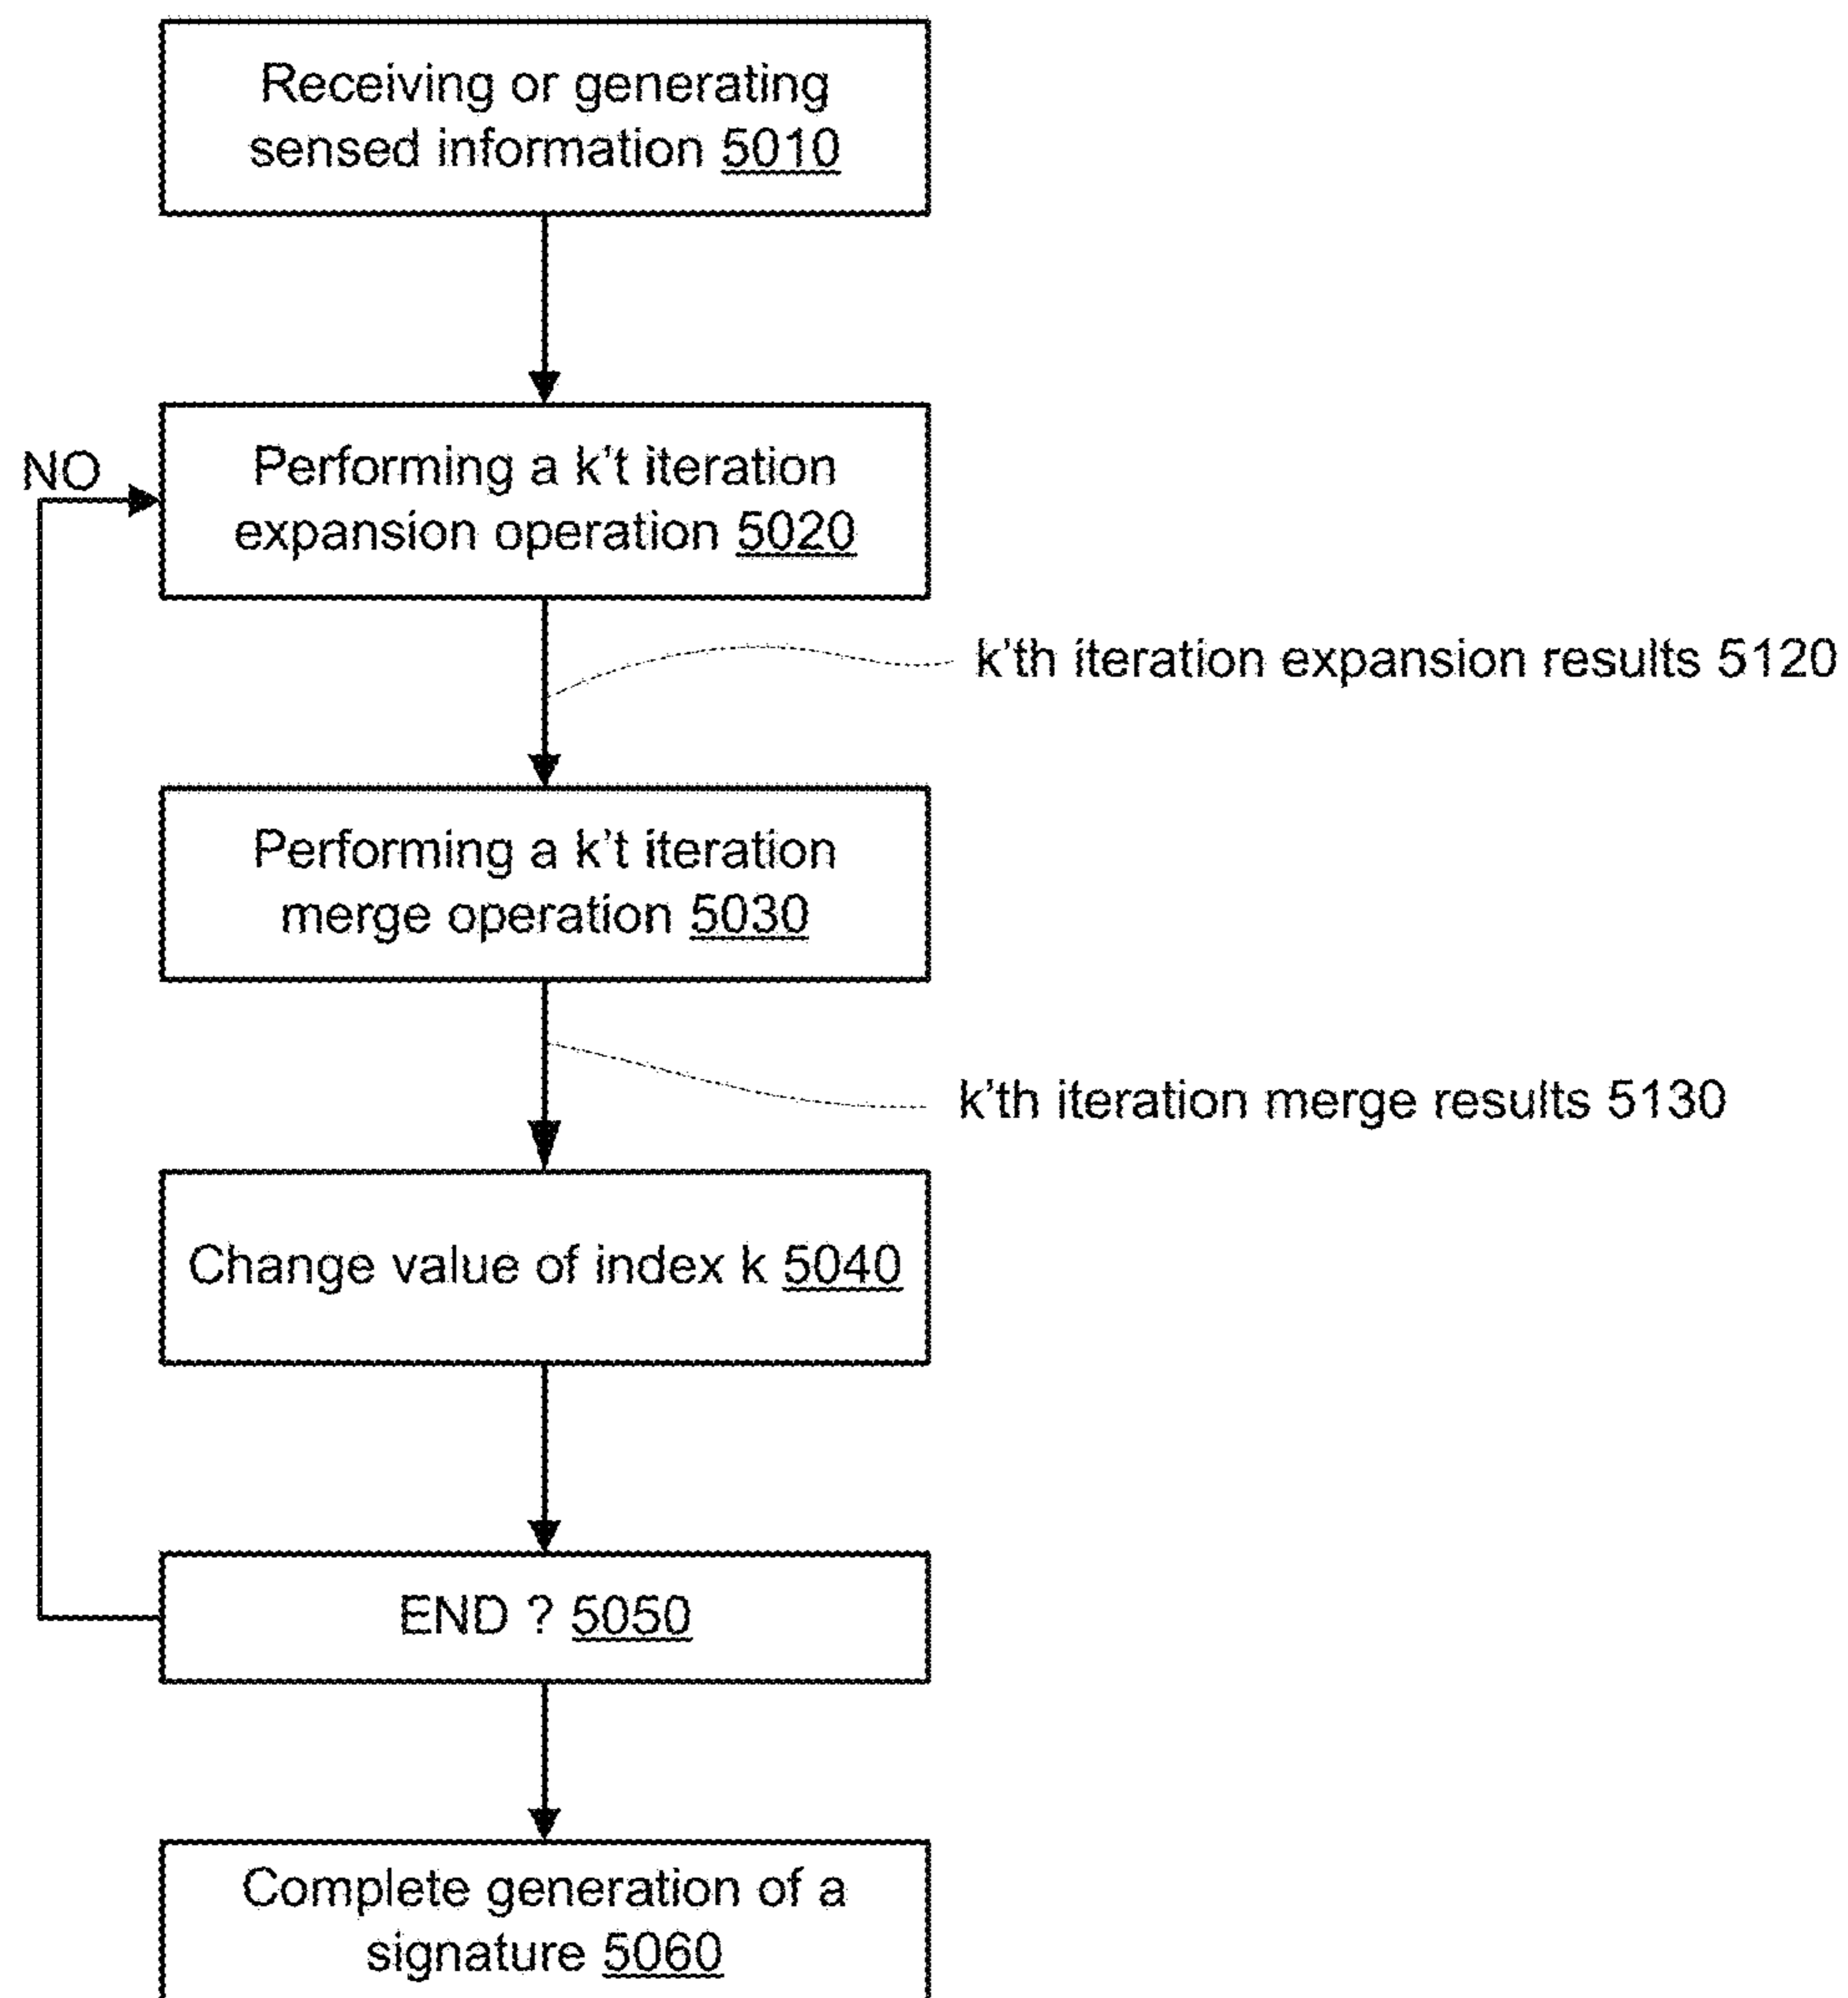 Receiving or generating
sensed information 5010
NO
Performing a k't iteration
expansion operation 5020
k'th iteration expansion results 5120
Performing a k't iteration
merge operation 5030
k'th iteration merge results 5130
Change value of index k 5040
END ? 5050
Complete generation of a
signature 5060